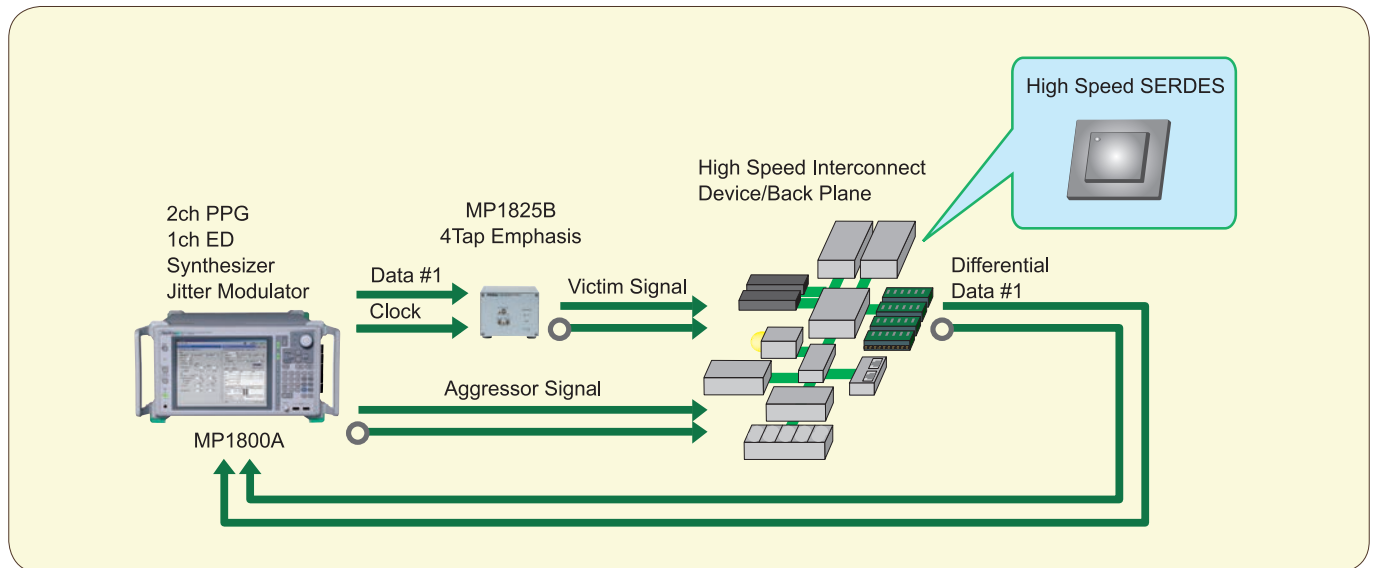 High Speed SERDES
High Speed Interconnect
Device/Back Plane
MP1825B
4Tap Emphasis
2ch PPG
1ch ED
Synthesizer
Jitter Modulator
Data #1
Clock
Victim Signal
Differential
Data #1
Aggressor Signal
MP1800A